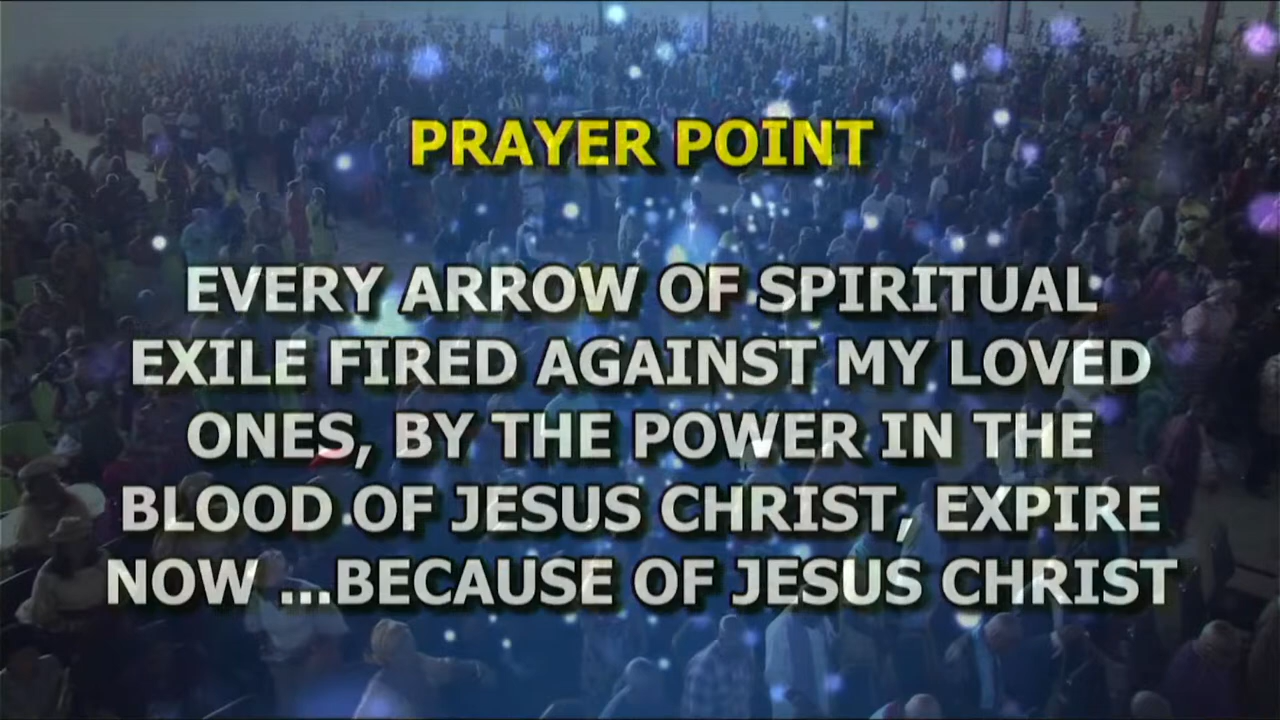 PRAYER POINT
EVERY ARROW OF SPIRITUAL
EXILE FIRED AGAINST MY LOVED
ONES, BY THE POWER IN THE
BLOOD OF JESUS CHRIST, EXPIRE
NOW ...BECAUSE OF JESUS CHRIST